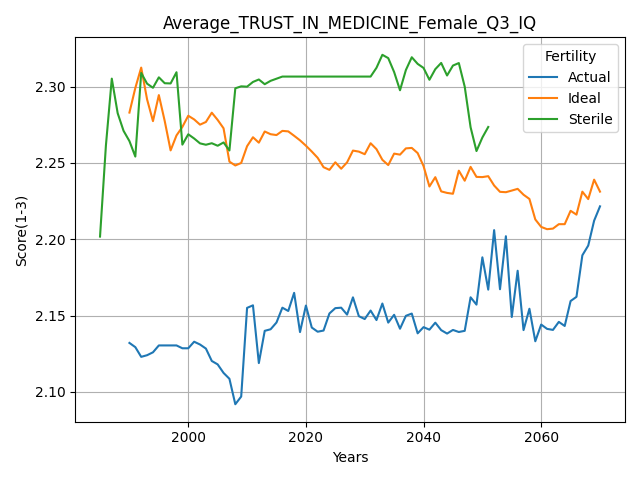 Average_TRUST_IN_MEDICINE_Female_Q3_IQ
Fertility
Actual
Ideal
Sterile
Score(1-3)
2.30
2.25
2.20
2.15
2.10
2000
2020
2040
2060
Years